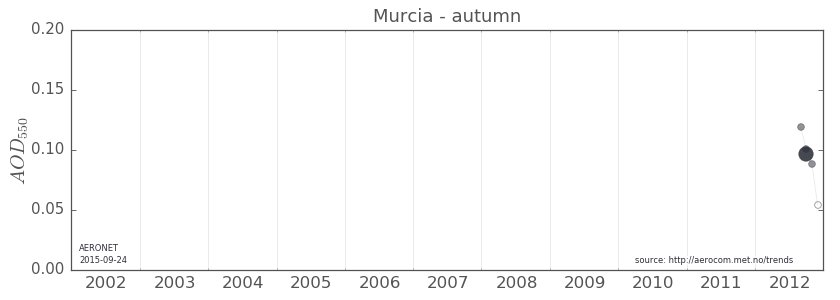 Murcia - autumn
0.20
0.15
0.10
0.05
0.00
AOD550
AERONET
2015-09-24
source: http://aerocom.met.no/trends
2002 2003 2004 2005 2006 2007 2008 2009 2010 2011 2012